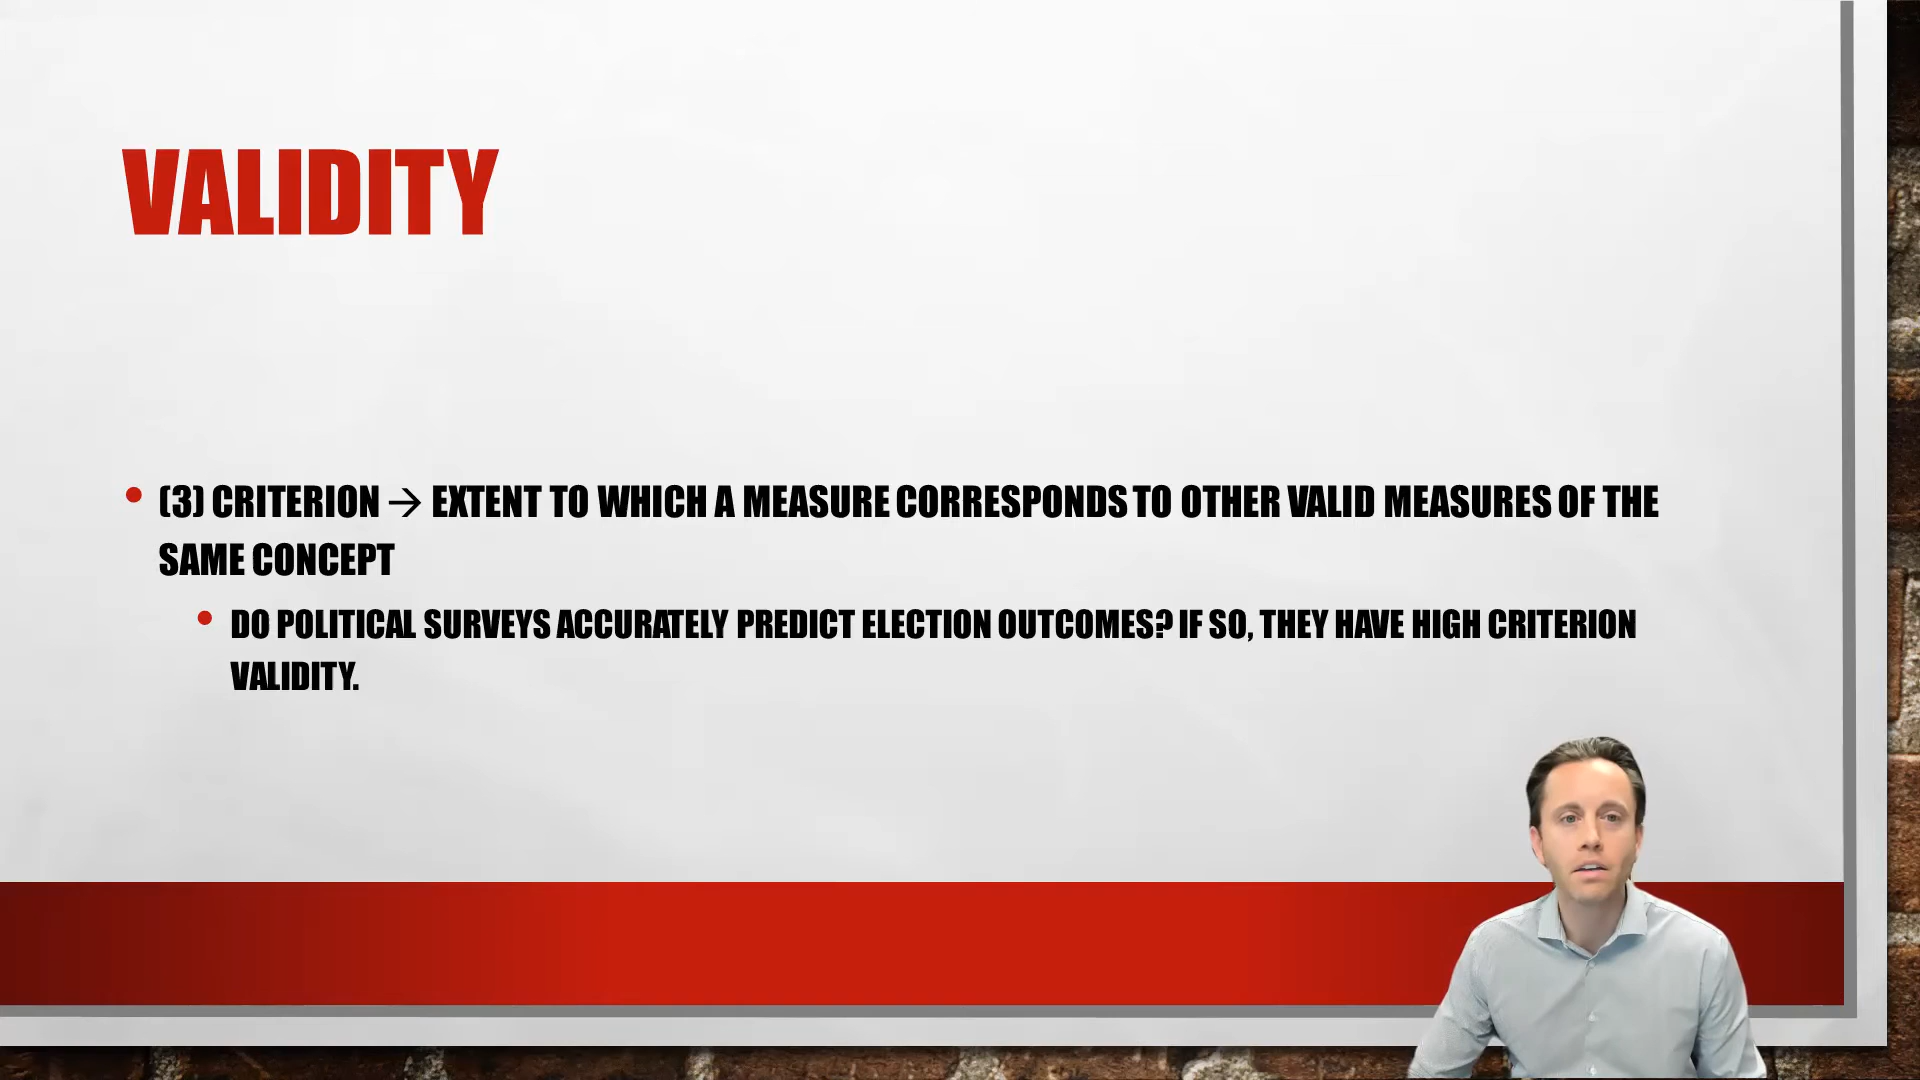 VALIDITY
• (3) CRITERION → EXTENT TO WHICH A MEASURE CORRESPONDS TO OTHER VALID MEASURES OF THE
SAME CONCEPT
• DO POLITICAL SURVEYS ACCURATELY PREDICT ELECTION OUTCOMES? IF SO, THEY HAVE HIGH CRITERION
VALIDITY.